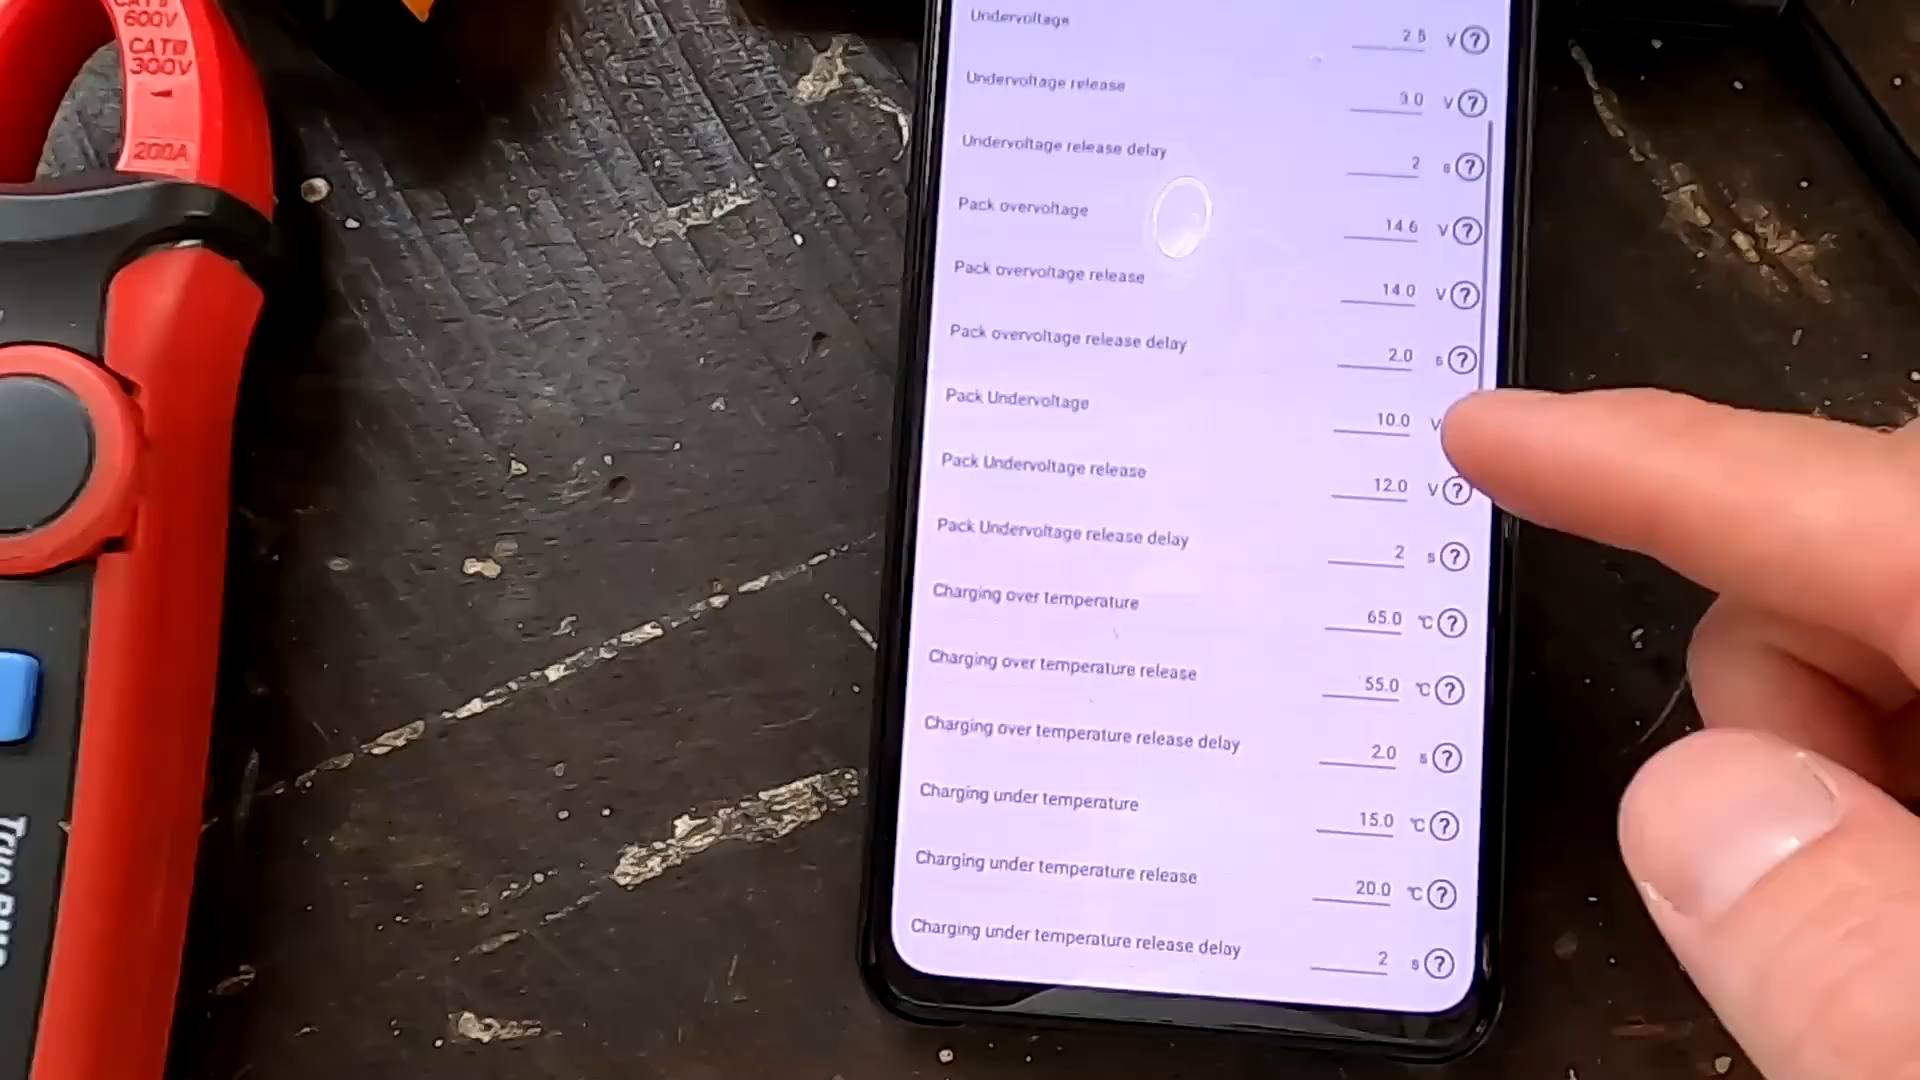 600V
CAT III
300V
200A
Undervoltage 2.5 V ?
Undervoltage release 3.0 V ?
Undervoltage release delay 2 s ?
Pack overvoltage 14.6 V ?
Pack overvoltage release 14.0 V ?
Pack overvoltage release delay 2.0 s ?
Pack Undervoltage 10.0 V
Pack Undervoltage release 12.0 V ?
Pack Undervoltage release delay 2 s ?
Charging over temperature 65.0 ℃ ?
Charging over temperature release 55.0 ℃ ?
Charging over temperature release delay 2.0 s ?
Charging under temperature 15.0 ℃ ?
Charging under temperature release 20.0 ℃ ?
Charging under temperature release delay 2 s ?